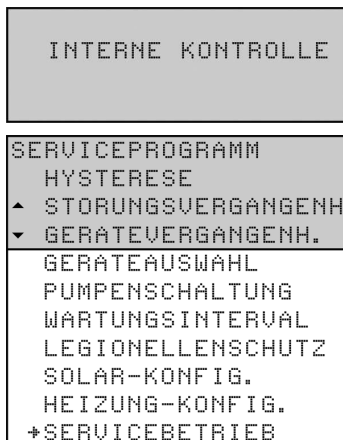 INTERNE KONTROLLE
SERVICEPROGRAMM
HYSTERESE
STORUNGSVERGANGENH
GERATEVERGANGENH.
GERATEAUSWAHL
PUMPENSCHALTUNG
WARTUNGSINTERVAL
LEGIONELLENSCHUTZ
SOLAR-KONFIG.
HEIZUNG-KONFIG.
SERVICEBETRIEB